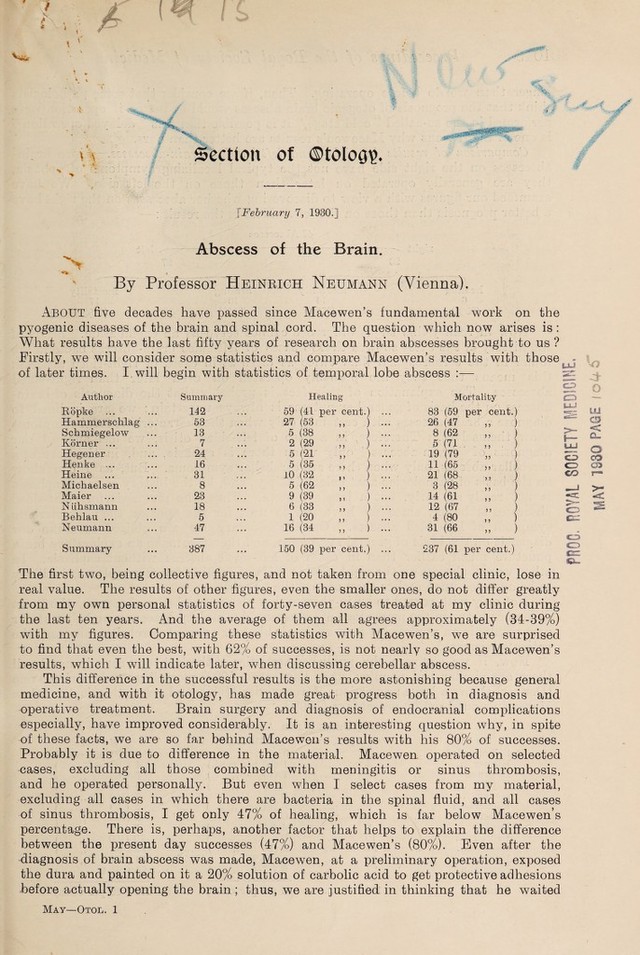 New
Guy
Section of Otology.
[February 7, 1930.]
Abscess of the Brain.
By Professor HEINRICH NEUMANN (Vienna).
ABOUT five decades have passed since Macewen's fundamental work on the
pyogenic diseases of the brain and spinal cord. The question which now arises is:
What results have the last fifty years of research on brain abscesses brought to us?
Firstly, we will consider some statistics and compare Macewen's results with those
of later times. I will begin with statistics of temporal lobe abscess :—
Author Summary Healing Mortality
Röpke ... ... 142 ... 59 (41 per cent.) ... 83 (59 per cent.)
Hammerschlag ... 53 ... 27 (53 ,, ) ... 26 (47 ,, )
Schmiegelow ... 13 ... 5 (38 ,, ) ... 8 (62 ,, )
Körner ... ... 7 ... 2 (29 ,, ) ... 5 (71 ,, )
Hegener ... 24 ... 5 (21 ,, ) ... 19 (79 ,, )
Henke ... ... 16 ... 5 (35 ,, ) ... 11 (65 ,, )
Heine ... ... 31 ... 10 (32 ,, ) ... 21 (68 ,, )
Michaelsen ... 8 ... 5 (62 ,, ) ... 3 (28 ,, )
Maier ... ... 23 ... 9 (39 ,, ) ... 14 (61 ,, )
Nühsmann ... 18 ... 6 (33 ,, ) ... 12 (67 ,, )
Behlau ... ... 5 ... 1 (20 ,, ) ... 4 (80 ,, )
Neumann ... 47 ... 16 (34 ,, ) ... 31 (66 ,, )
Summary ... 387 ... 150 (39 per cent.) ... 237 (61 per cent.)
The first two, being collective figures, and not taken from one special clinic, lose in
real value. The results of other figures, even the smaller ones, do not differ greatly
from my own personal statistics of forty-seven cases treated at my clinic during
the last ten years. And the average of them all agrees approximately (34-39%)
with my figures. Comparing these statistics with Macewen's, we are surprised
to find that even the best, with 62% of successes, is not nearly so good as Macewen's
results, which I will indicate later, when discussing cerebellar abscess.
This difference in the successful results is the more astonishing because general
medicine, and with it otology, has made great progress both in diagnosis and
operative treatment. Brain surgery and diagnosis of endocranial complications
especially, have improved considerably. It is an interesting question why, in spite
of these facts, we are so far behind Macewen's results with his 80% of successes.
Probably it is due to difference in the material. Macewen operated on selected
cases, excluding all those combined with meningitis or sinus thrombosis,
and he operated personally. But even when I select cases from my material,
excluding all cases in which there are bacteria in the spinal fluid, and all cases
of sinus thrombosis, I get only 47% of healing, which is far below Macewen's
percentage. There is, perhaps, another factor that helps to explain the difference
between the present day successes (47%) and Macewen's (80%). Even after the
diagnosis of brain abscess was made, Macewen, at a preliminary operation, exposed
the dura and painted on it a 20% solution of carbolic acid to get protective adhesions
before actually opening the brain; thus, we are justified in thinking that he waited
MAY—OTOL. 1
PROC. ROYAL SOCIETY MEDICINE,
MAY 1930 PAGE 1045